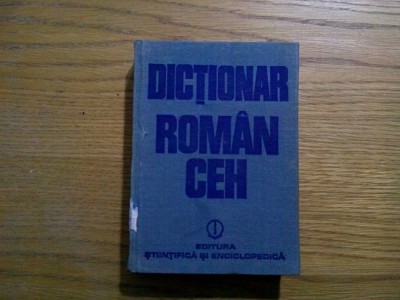 DICȚIONAR
ROMÂN
CEH
EDITURA
ȘTIINȚIFICĂ ȘI ENCICLOPEDICĂ